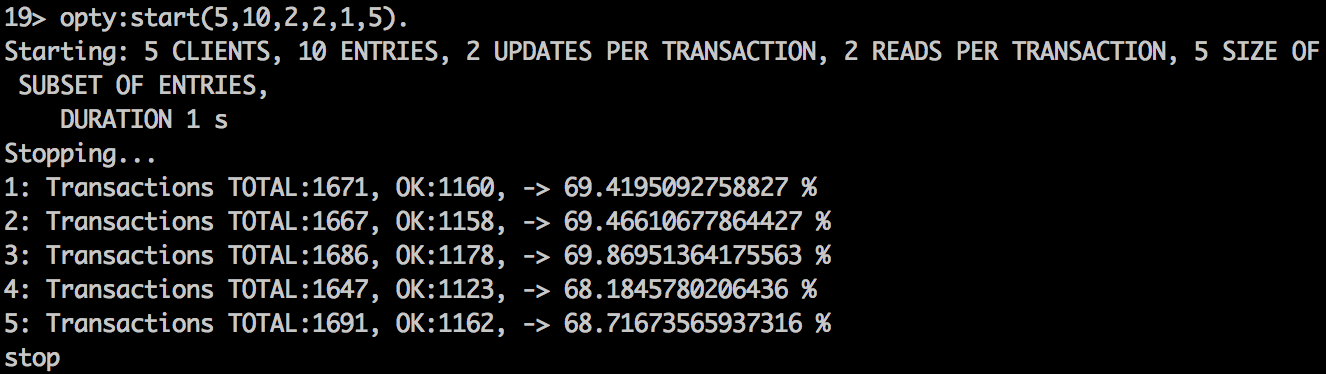 19> opty:start(5,10,2,2,1,5).
Starting: 5 CLIENTS, 10 ENTRIES, 2 UPDATES PER TRANSACTION, 2 READS PER TRANSACTION, 5 SIZE OF
 SUBSET OF ENTRIES,
    DURATION 1 s
Stopping...
1: Transactions TOTAL:1671, OK:1160, -> 69.4195092758827 %
2: Transactions TOTAL:1667, OK:1158, -> 69.46610677864427 %
3: Transactions TOTAL:1686, OK:1178, -> 69.86951364175563 %
4: Transactions TOTAL:1647, OK:1123, -> 68.1845780206436 %
5: Transactions TOTAL:1691, OK:1162, -> 68.71673565937316 %
stop